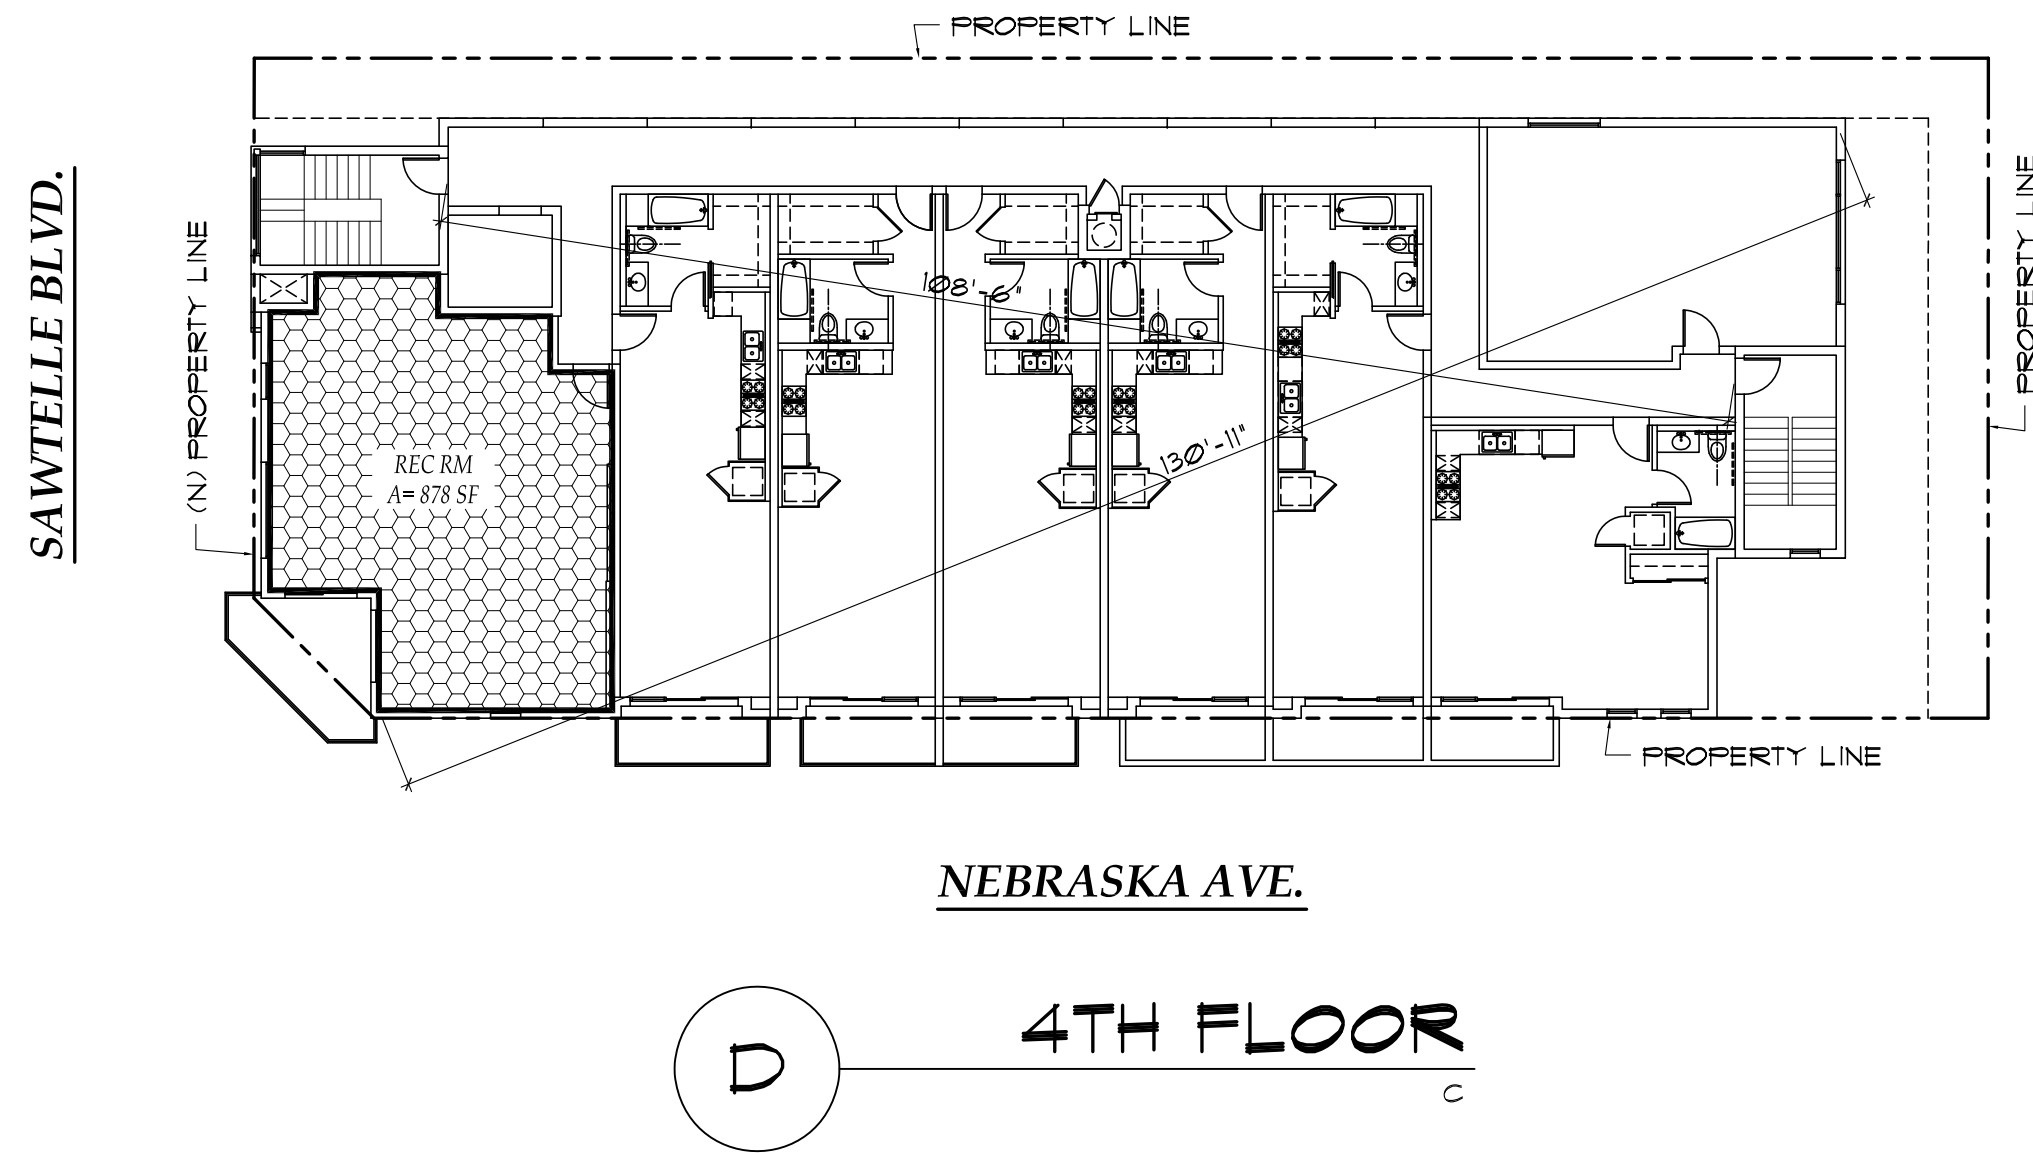 PROPERTY LINE
SAWTELLE BLVD.
(N) PROPERTY LINE
PROPERTY LINE
108'-6"
130'-11"
REC RM
A= 878 SF
PROPERTY LINE
NEBRASKA AVE.
D
4TH FLOOR
C